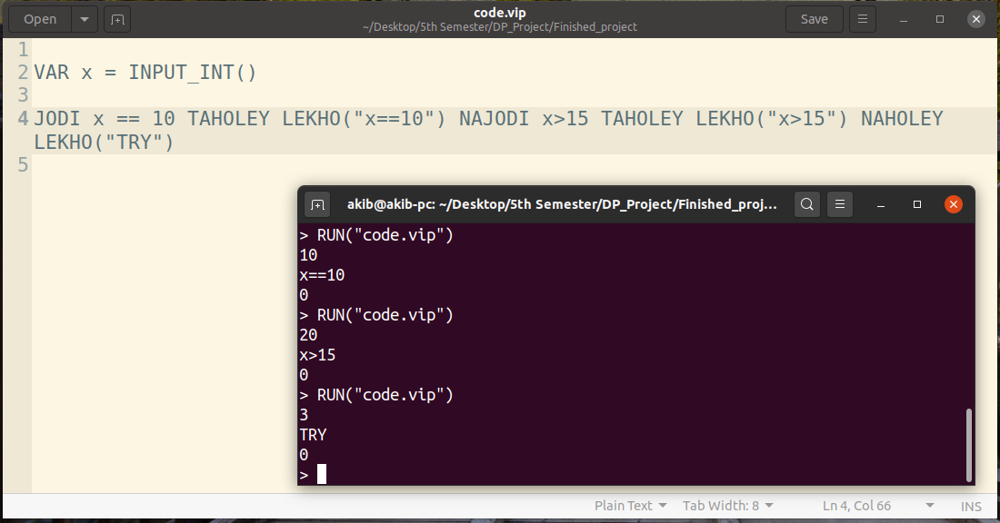 Open
code.vip
~/Desktop/5th Semester/DP_Project/Finished_project
Save
1
2 VAR x = INPUT_INT()
3
4 JODI x == 10 TAHOLEY LEKHO("x==10") NAJODI x>15 TAHOLEY LEKHO("x>15") NAHOLEY
LEKHO("TRY")
5
akib@akib-pc: ~/Desktop/5th Semester/DP_Project/Finished_proj...
> RUN("code.vip")
10
x==10
0
> RUN("code.vip")
20
x>15
0
> RUN("code.vip")
3
TRY
0
>
Plain Text Tab Width: 8 Ln 4, Col 66 INS